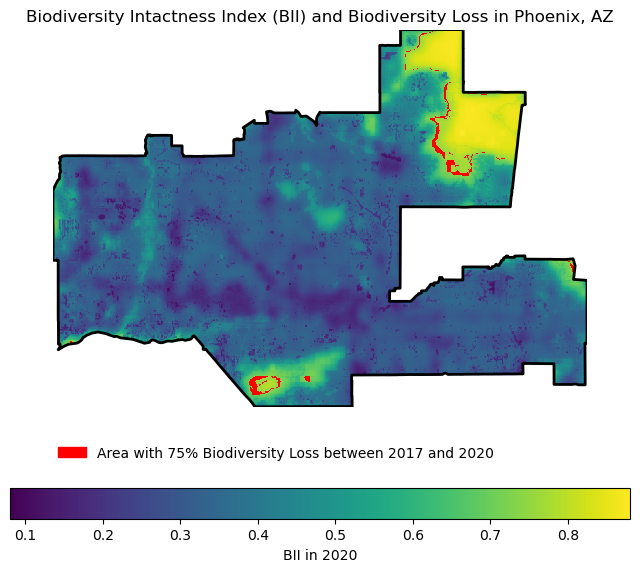 Biodiversity Intactness Index (BII) and Biodiversity Loss in Phoenix, AZ
Area with 75% Biodiversity Loss between 2017 and 2020
0.1 0.2 0.3 0.4 0.5 0.6 0.7 0.8
BII in 2020